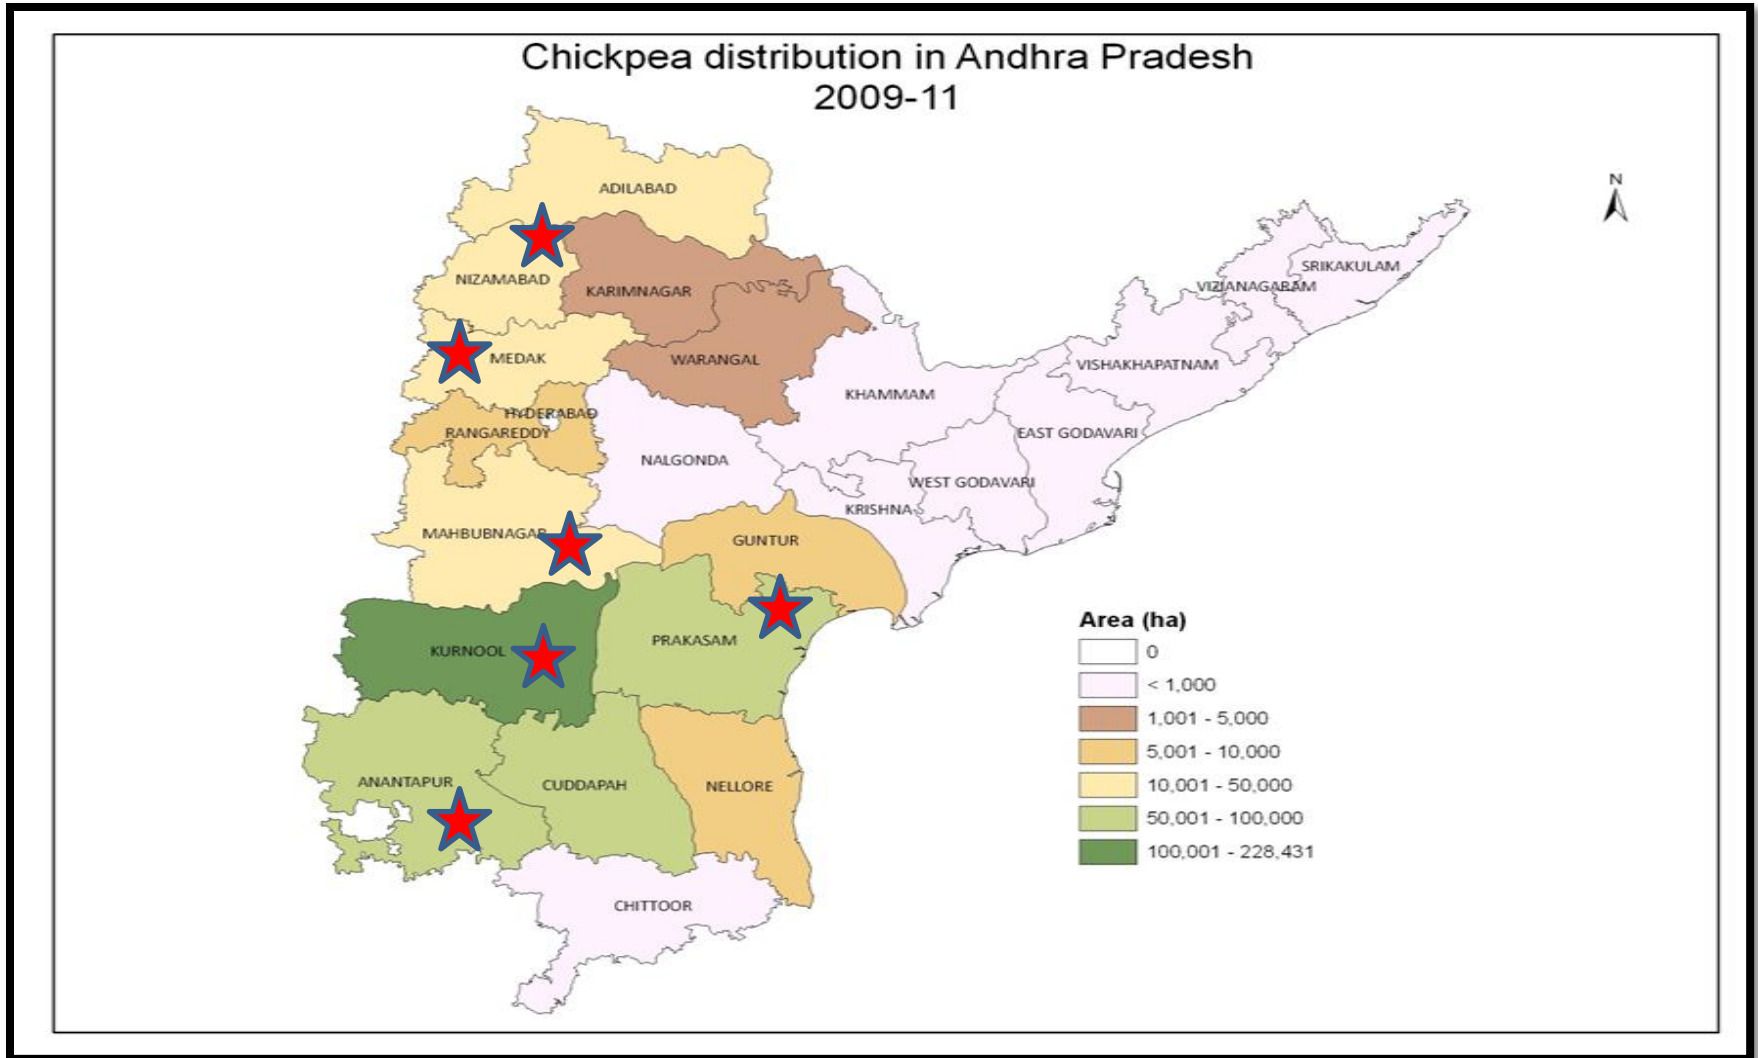 Chickpea distribution in Andhra Pradesh
2009-11
N
ADILABAD
NIZAMABAD
KARIMNAGAR
MEDAK
WARANGAL
HYDERABAD
RANGAREDDY
NALGONDA
KHAMMAM
SRIKAKULAM
VIZIANAGARAM
VISHAKHAPATNAM
EAST GODAVARI
WEST GODAVARI
KRISHNA
MAHBUBNAGAR
GUNTUR
KURNOOL
PRAKASAM
ANANTAPUR
CUDDAPAH
NELLORE
CHITTOOR
Area (ha)
0
< 1,000
1,001 - 5,000
5,001 - 10,000
10,001 - 50,000
50,001 - 100,000
100,001 - 228,431